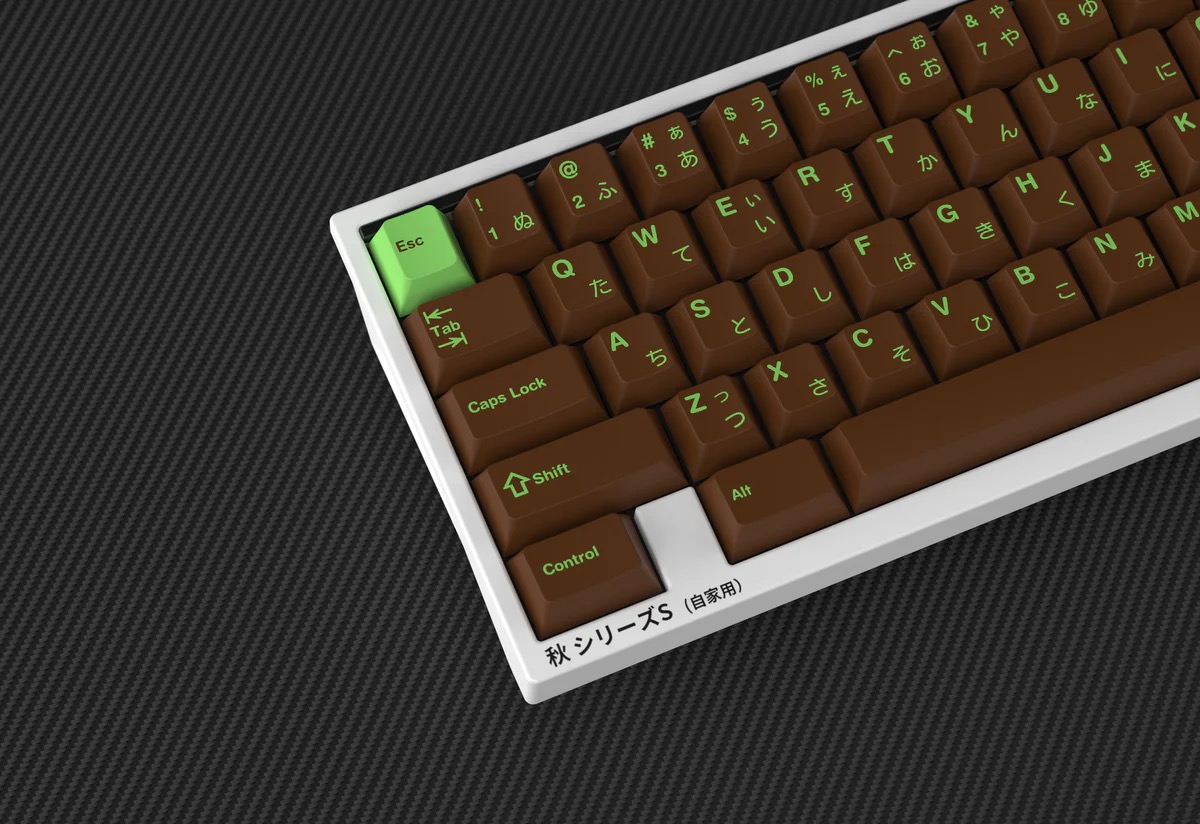 Esc
! 1 ぬ
@ 2 ふ
# ぁ 3 あ
$ ぅ 4 う
% ぇ 5 え
へ ぉ 6 お
& ゃ 7 や
8 ゆ
Tab
Q た
W て
E ぃ い
R す
T か
Y ん
U な
I に
Caps Lock
A ち
S と
D し
F は
G き
H く
J ま
K
Shift
Z っ つ
X さ
C そ
V ひ
B こ
N み
M
Control
Alt
秋 シリーズS (自家用)